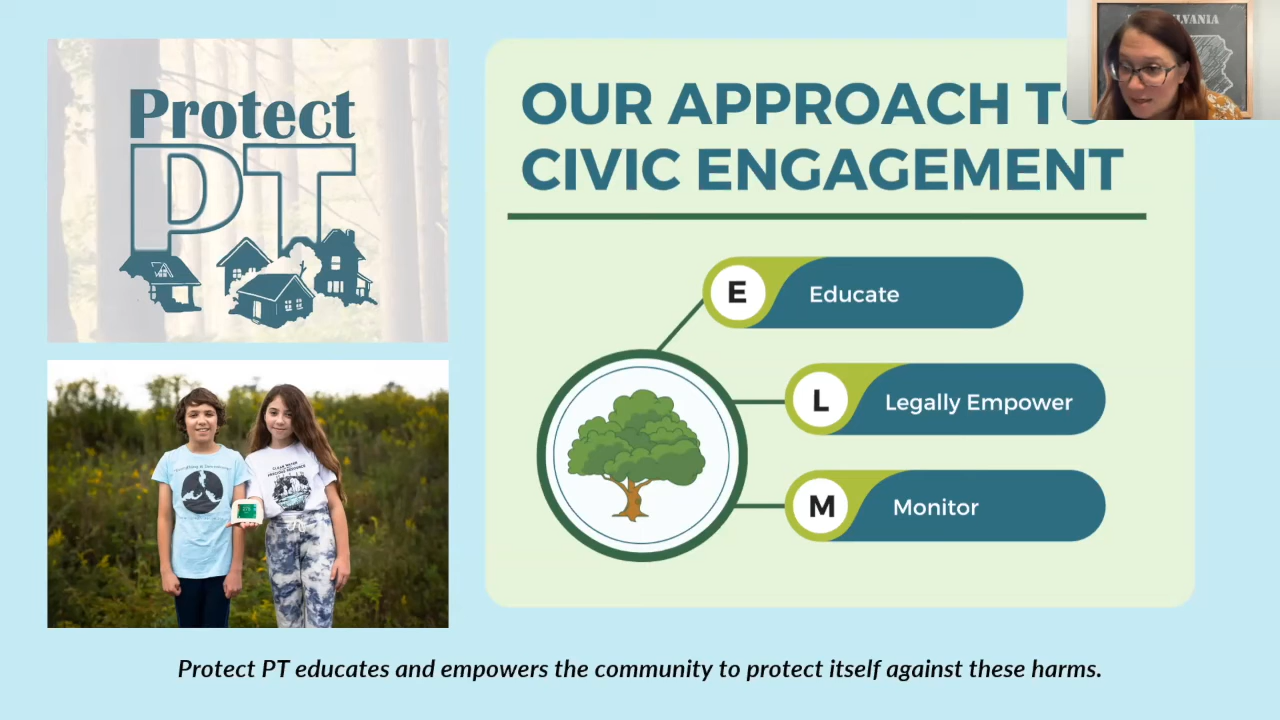 Protect
PT
OUR APPROACH TO
CIVIC ENGAGEMENT
E
Educate
L
Legally Empower
M
Monitor
Protect PT educates and empowers the community to protect itself against these harms.